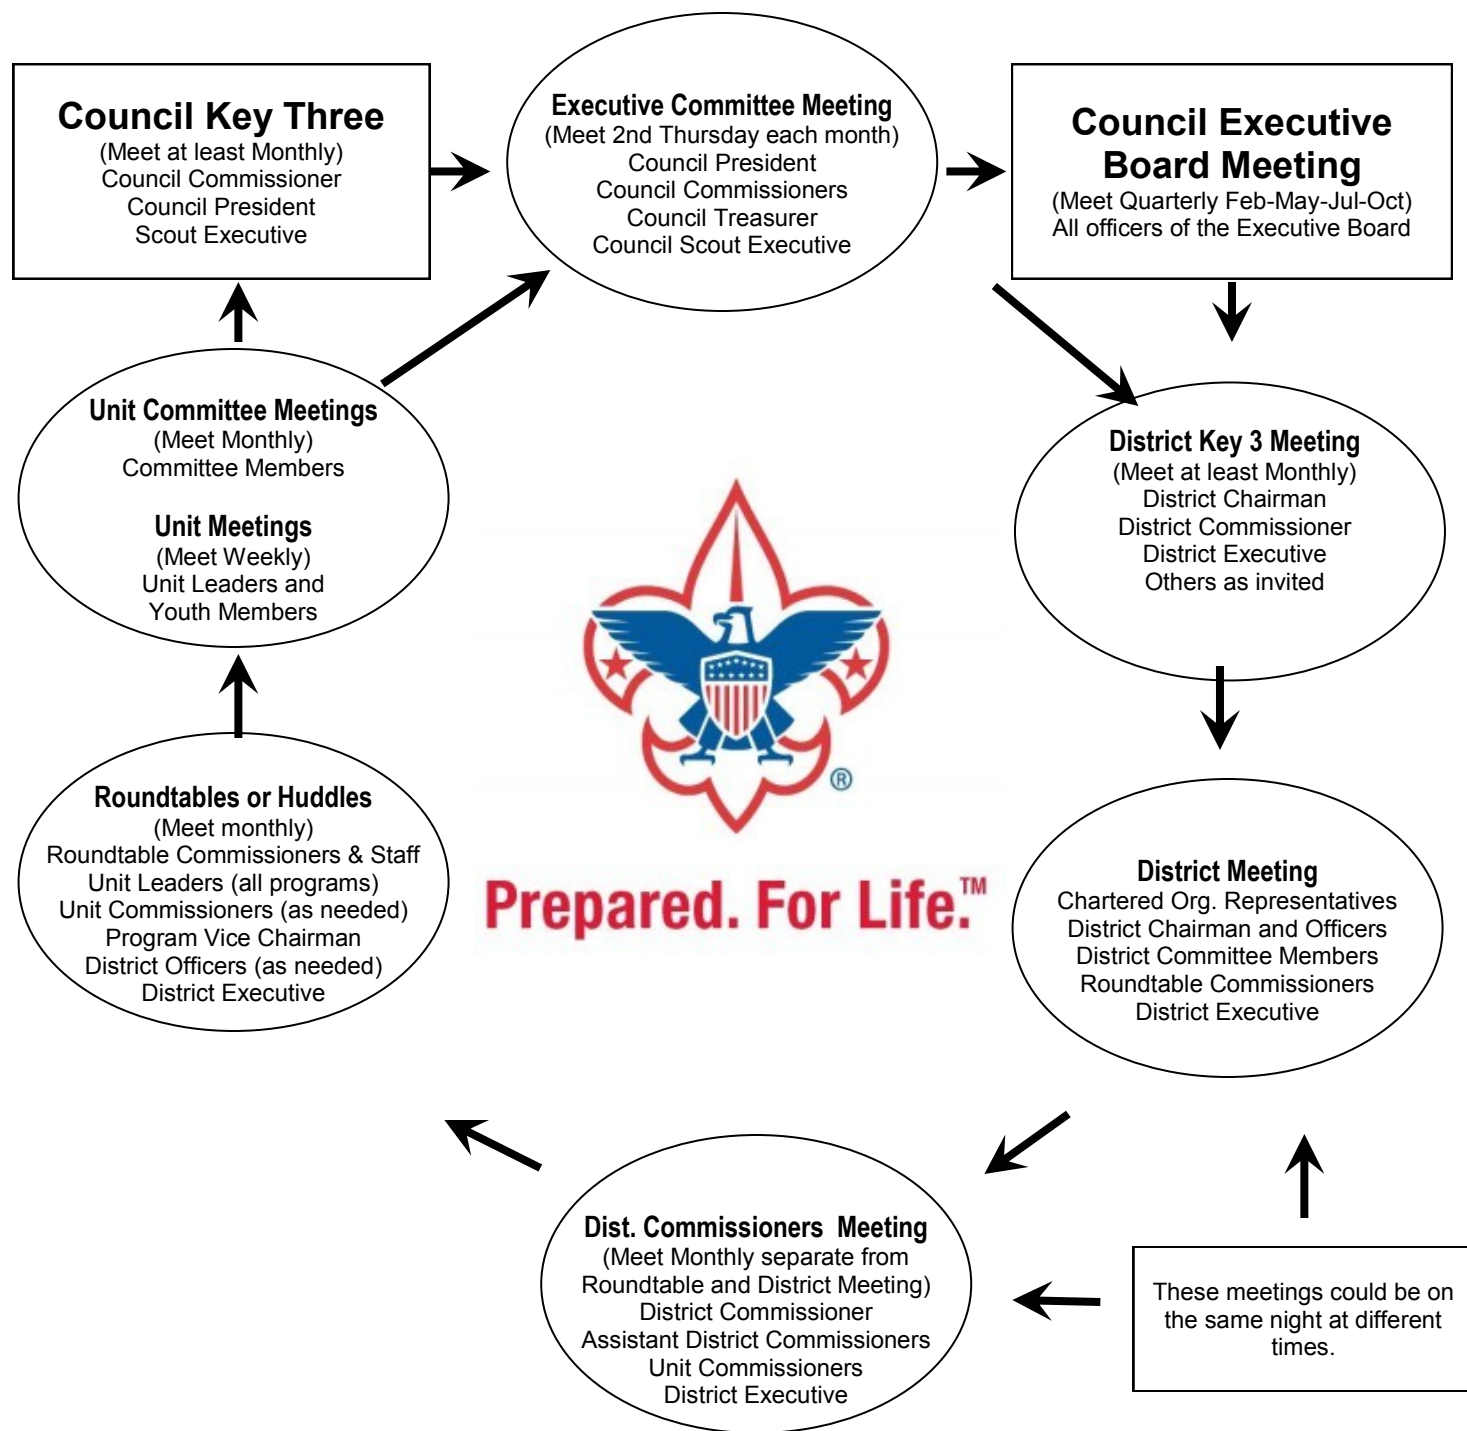 Council Key Three
(Meet at least Monthly)
Council Commissioner
Council President
Scout Executive
Executive Committee Meeting
(Meet 2nd Thursday each month)
Council President
Council Commissioners
Council Treasurer
Council Scout Executive
Council Executive
Board Meeting
(Meet Quarterly Feb-May-Jul-Oct)
All officers of the Executive Board
Unit Committee Meetings
(Meet Monthly)
Committee Members
Unit Meetings
(Meet Weekly)
Unit Leaders and
Youth Members
District Key 3 Meeting
(Meet at least Monthly)
District Chairman
District Commissioner
District Executive
Others as invited
®
Prepared. For Life.™
Roundtables or Huddles
(Meet monthly)
Roundtable Commissioners & Staff
Unit Leaders (all programs)
Unit Commissioners (as needed)
Program Vice Chairman
District Officers (as needed)
District Executive
District Meeting
Chartered Org. Representatives
District Chairman and Officers
District Committee Members
Roundtable Commissioners
District Executive
Dist. Commissioners Meeting
(Meet Monthly separate from
Roundtable and District Meeting)
District Commissioner
Assistant District Commissioners
Unit Commissioners
District Executive
These meetings could be on
the same night at different
times.